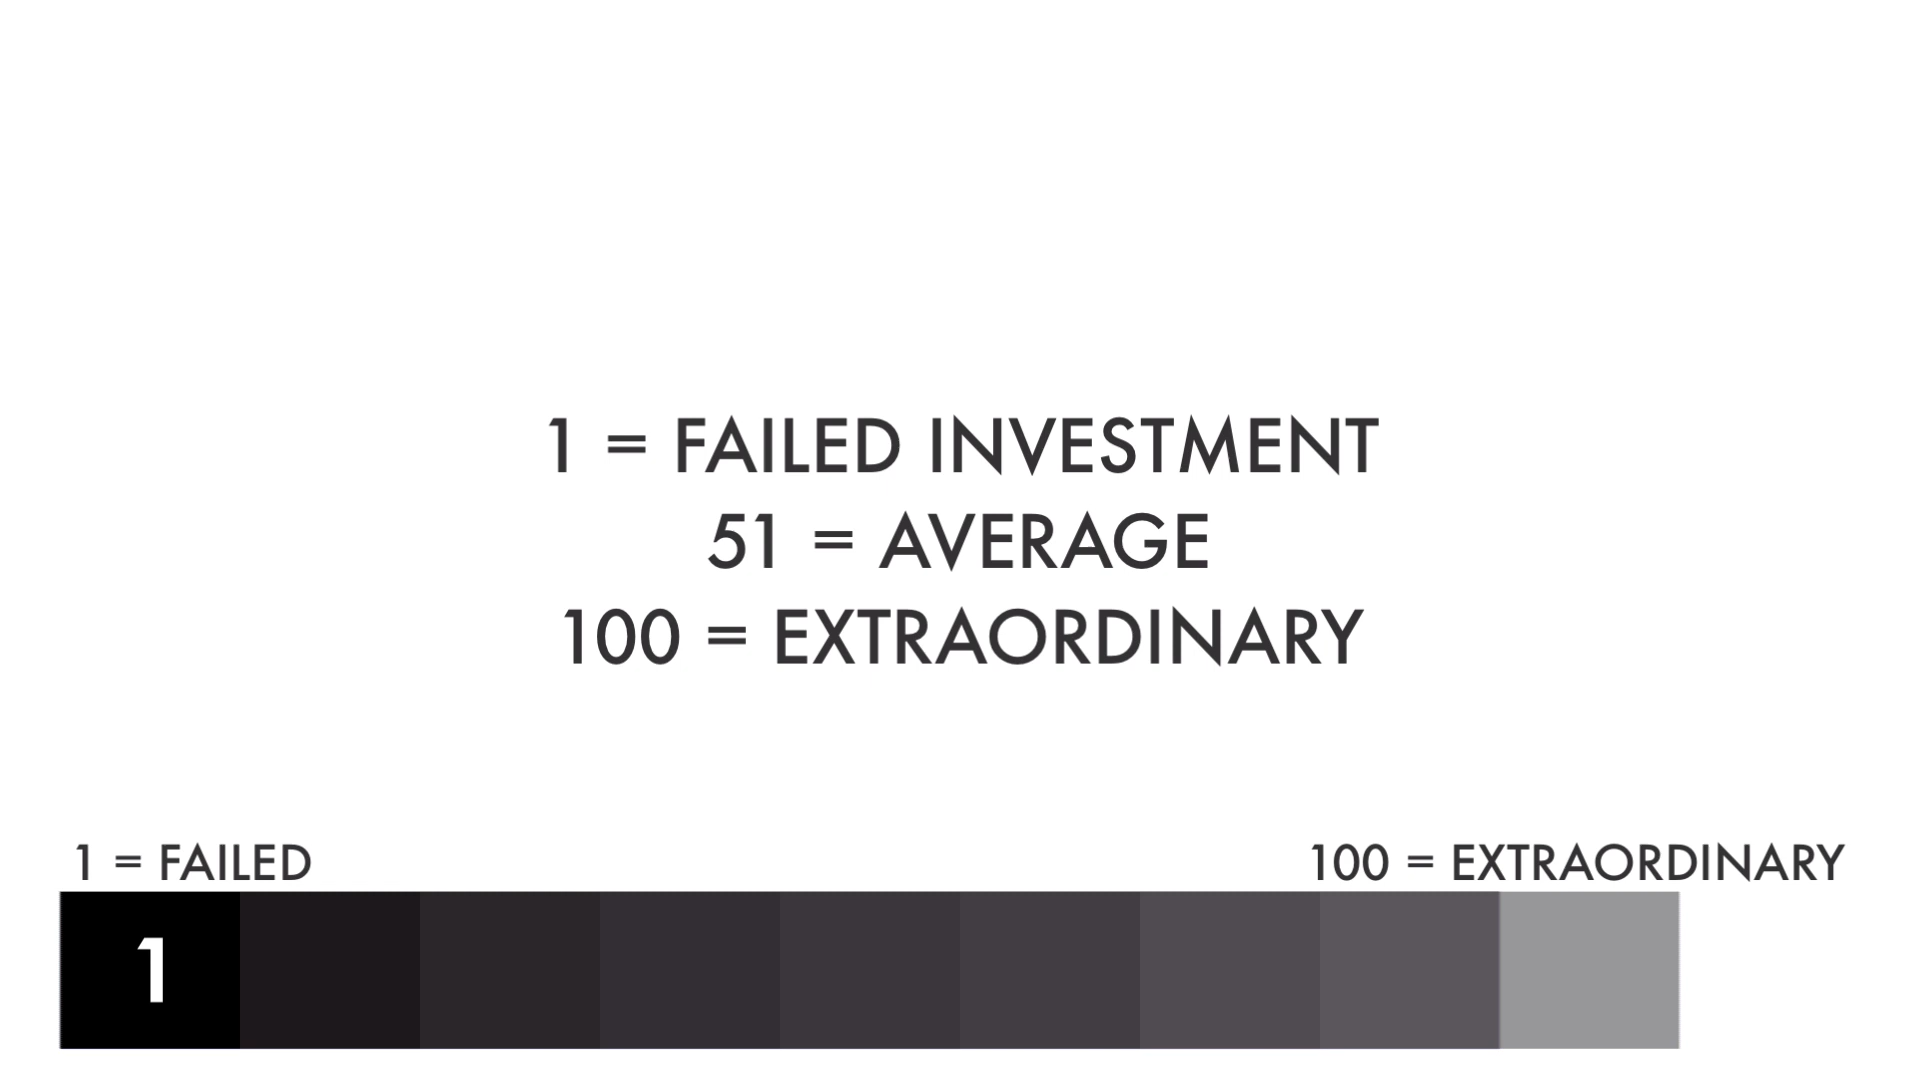 1 = FAILED INVESTMENT
51 = AVERAGE
100 = EXTRAORDINARY
1 = FAILED
100 = EXTRAORDINARY
1